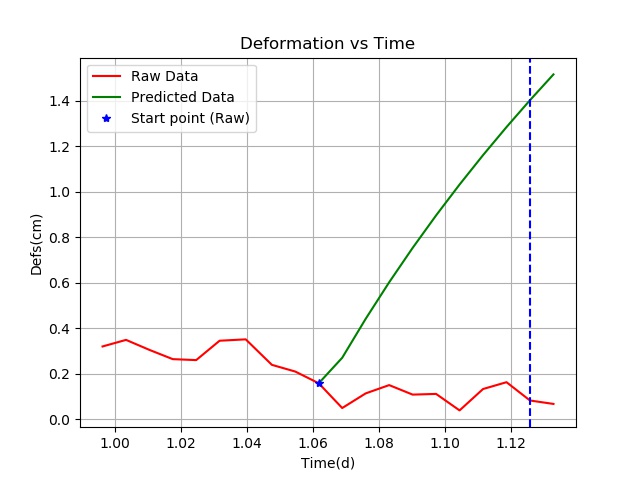 Deformation vs Time
Raw Data
Predicted Data
Start point (Raw)
Defs(cm)
1.4
1.2
1.0
0.8
0.6
0.4
0.2
0.0
1.00 1.02 1.04 1.06 1.08 1.10 1.12
Time(d)